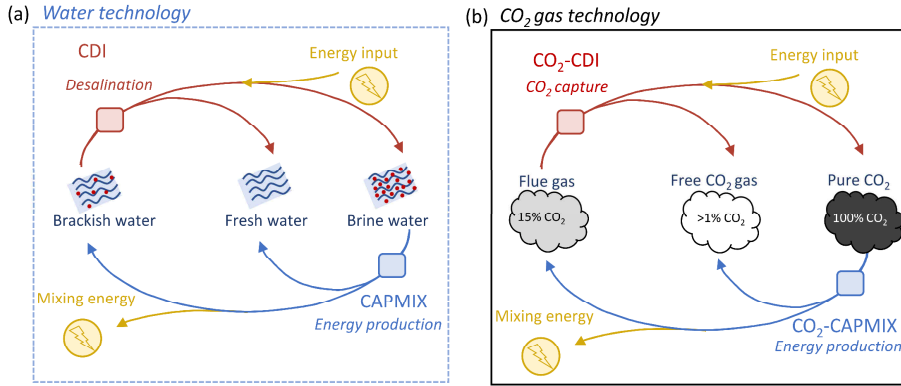 (a) Water technology
CDI
Desalination
Energy input
Brackish water
Fresh water
Brine water
Mixing energy
CAPMIX
Energy production
(b) CO2 gas technology
CO2-CDI
CO2 capture
Energy input
Flue gas
Free CO2 gas
Pure CO2
15% CO2
>1% CO2
100% CO2
Mixing energy
CO2-CAPMIX
Energy production